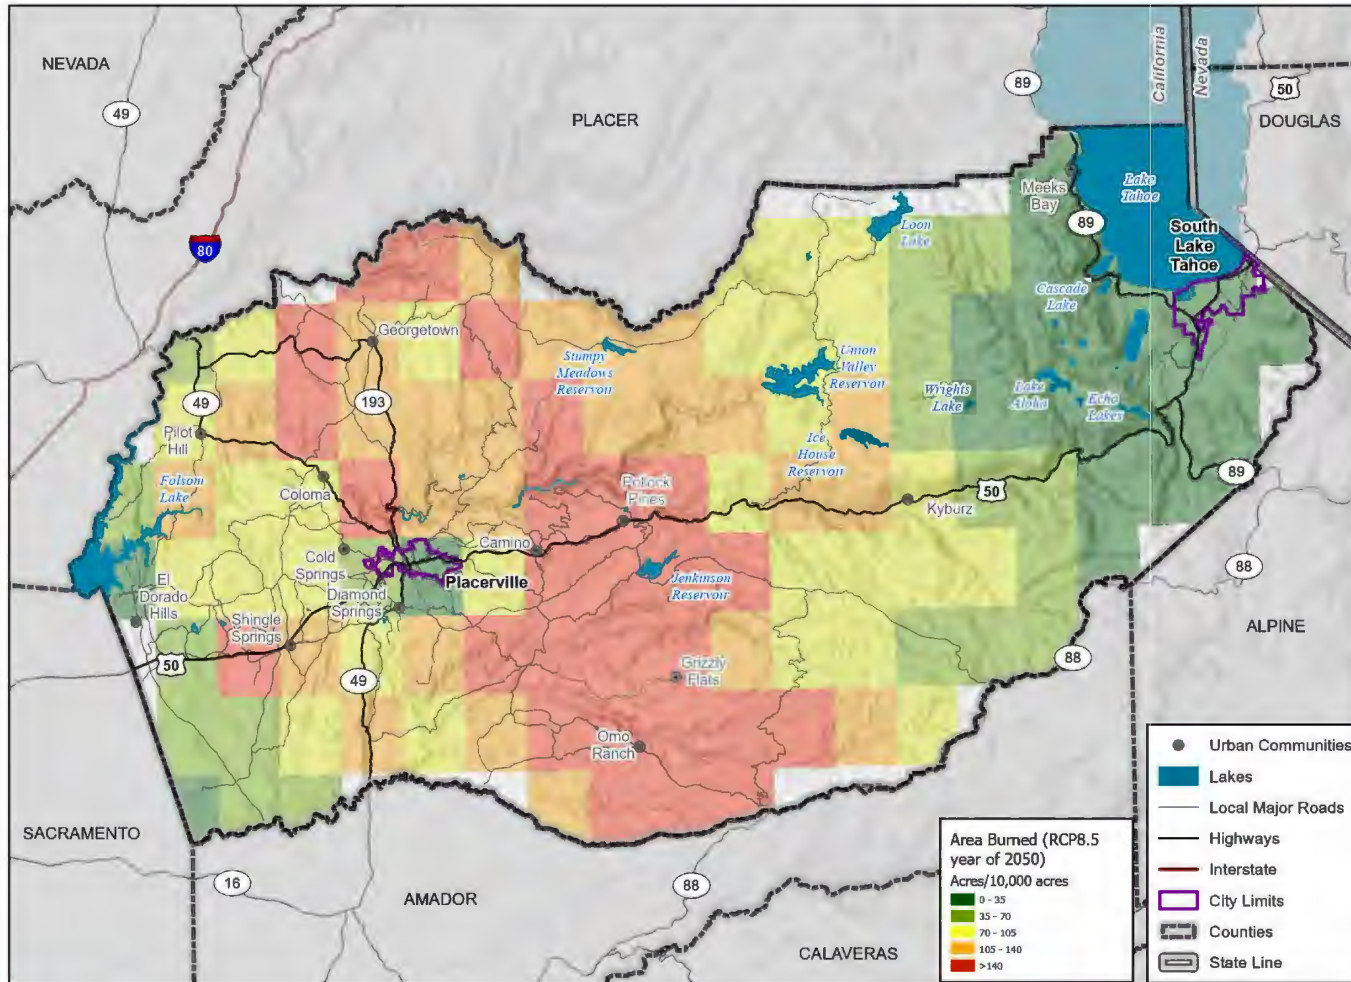 NEVADA
49
80
PLACER
89
California
Nevada
50
DOUGLAS
Meeks
Bay
Lake
Tahoe
89
South
Lake
Tahoe
Loon
Lake
Cascade
Lake
Georgetown
Stumpy
Meadows
Reservoir
Union
Valley
Reservoir
Wrights
Lake
Lake
Aloha
Echo
Lakes
49
193
Pilot
Hill
Ice
House
Reservoir
Folsom
Lake
Coloma
Pollock
Pines
50
Kyburz
89
Camino
Cold
Springs
Placerville
Jenkinson
Reservoir
88
El
Dorado
Hills
Diamond
Springs
Shingle
Springs
50
49
Grizzly
Flats
88
ALPINE
Omo
Ranch
SACRAMENTO
16
AMADOR
88
CALAVERAS
Area Burned (RCP8.5
year of 2050)
Acres/10,000 acres
0 - 35
35 - 70
70 - 105
105 - 140
>140
Urban Communities
Lakes
Local Major Roads
Highways
Interstate
City Limits
Counties
State Line